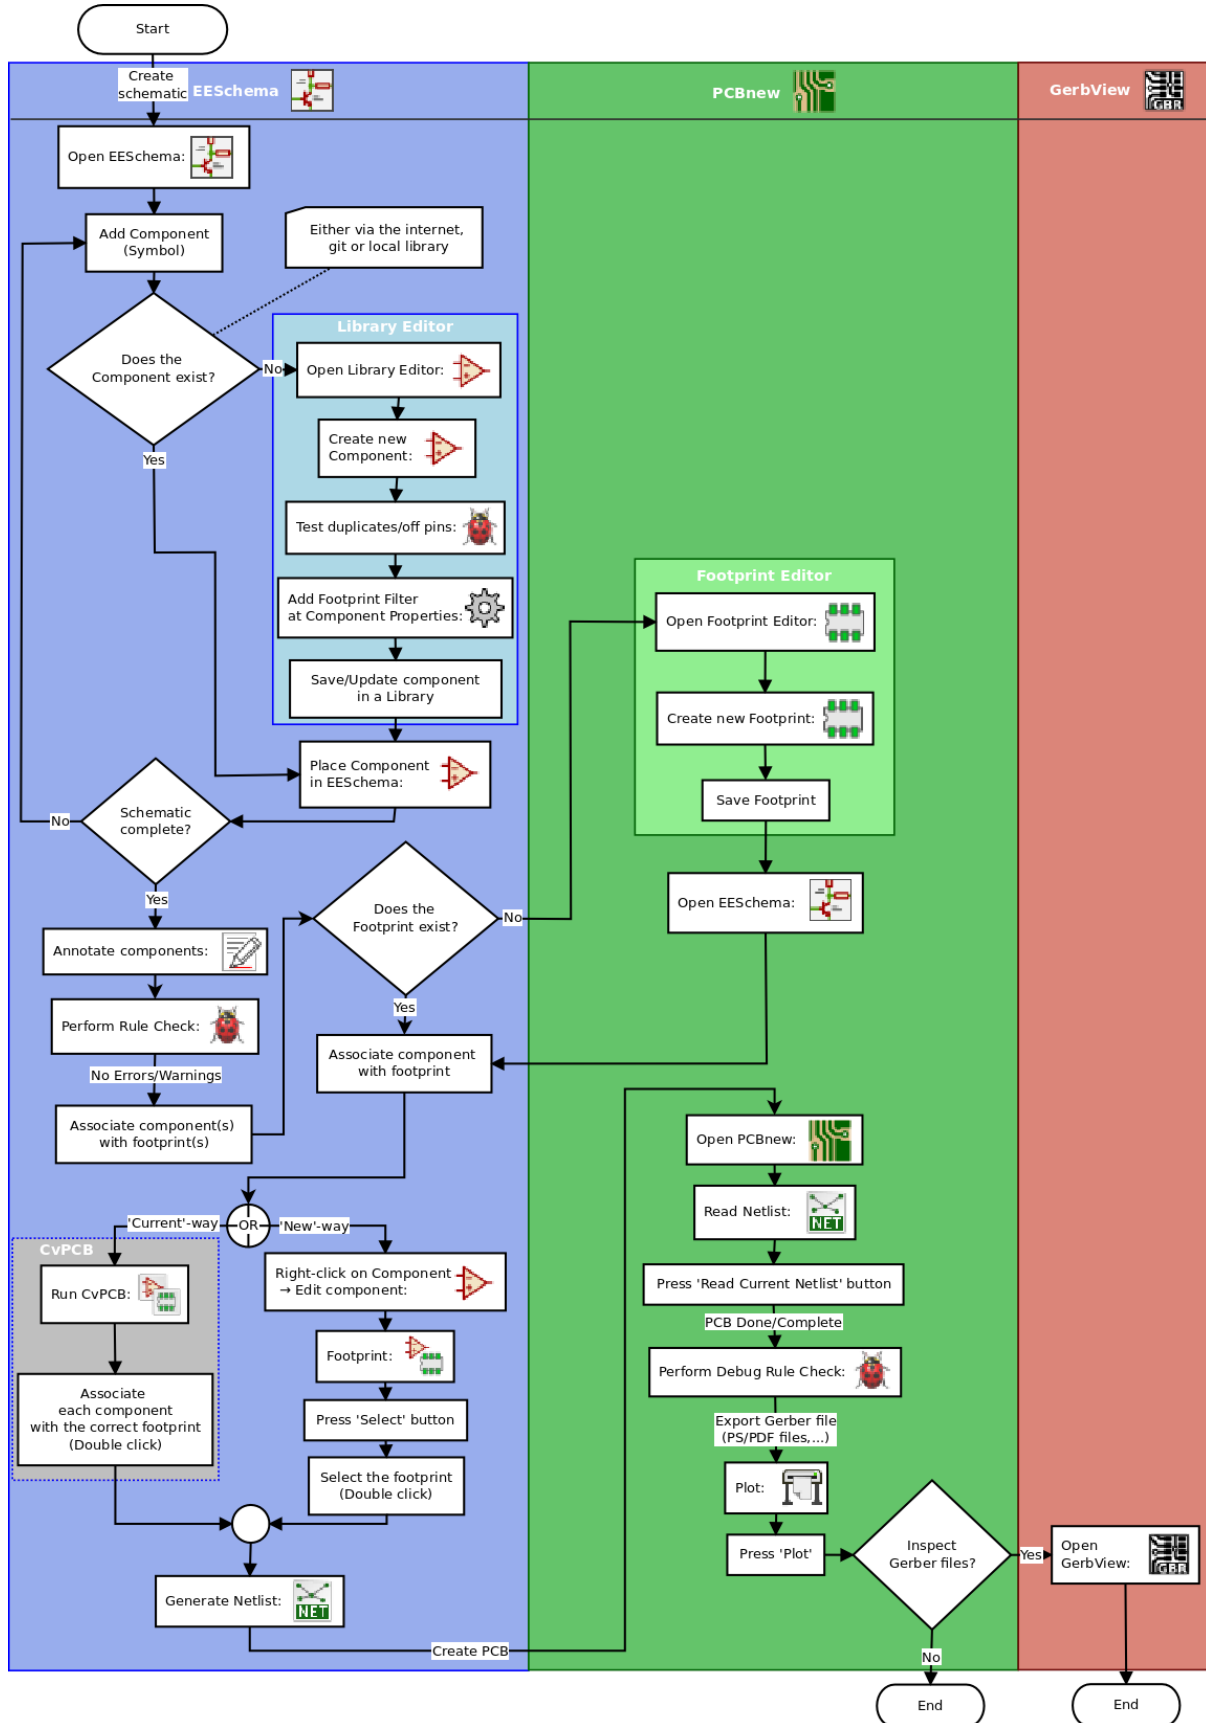 Start
Create
schematic
EESchema
PCBnew
GerbView
GBR
Open EESchema:
Add Component
(Symbol)
Either via the internet,
git or local library
Does the
Component exist?
No
Yes
Library Editor
Open Library Editor:
Create new
Component:
Test duplicates/off pins:
Add Footprint Filter
at Component Properties:
Save/Update component
in a Library
Place Component
in EESchema:
Schematic
complete?
No
Yes
Annotate components:
Perform Rule Check:
No Errors/Warnings
Associate component(s)
with footprint(s)
Does the
Footprint exist?
No
Yes
Footprint Editor
Open Footprint Editor:
Create new Footprint:
Save Footprint
Open EESchema:
Associate component
with footprint
OR
'Current'-way
'New'-way
CvPCB
Run CvPCB:
Associate
each component
with the correct footprint
(Double click)
Right-click on Component
→ Edit component:
Footprint:
Press 'Select' button
Select the footprint
(Double click)
Generate Netlist:
NET
Create PCB
Open PCBnew:
Read Netlist:
NET
Press 'Read Current Netlist' button
PCB Done/Complete
Perform Debug Rule Check:
Export Gerber file
(PS/PDF files,...)
Plot:
Press 'Plot'
Inspect
Gerber files?
Yes
No
Open
GerbView:
GBR
End
End